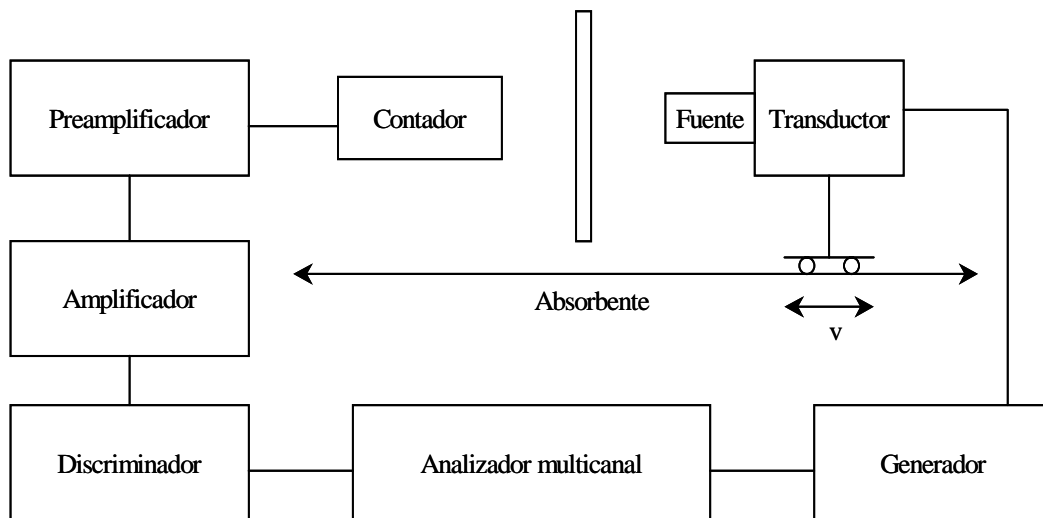 Preamplificador
Contador
Fuente
Transductor
Amplificador
Absorbente
v
Discriminador
Analizador multicanal
Generador